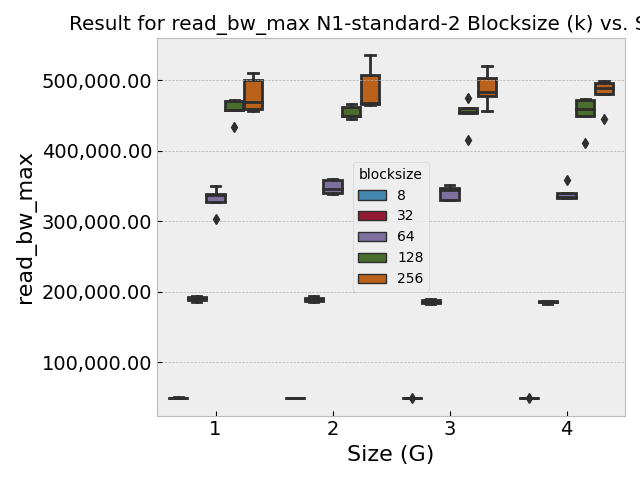 Result for read_bw_max N1-standard-2 Blocksize (k) vs. S
500,000.00
400,000.00
300,000.00
200,000.00
100,000.00
read_bw_max
blocksize
8
32
64
128
256
1 2 3 4
Size (G)